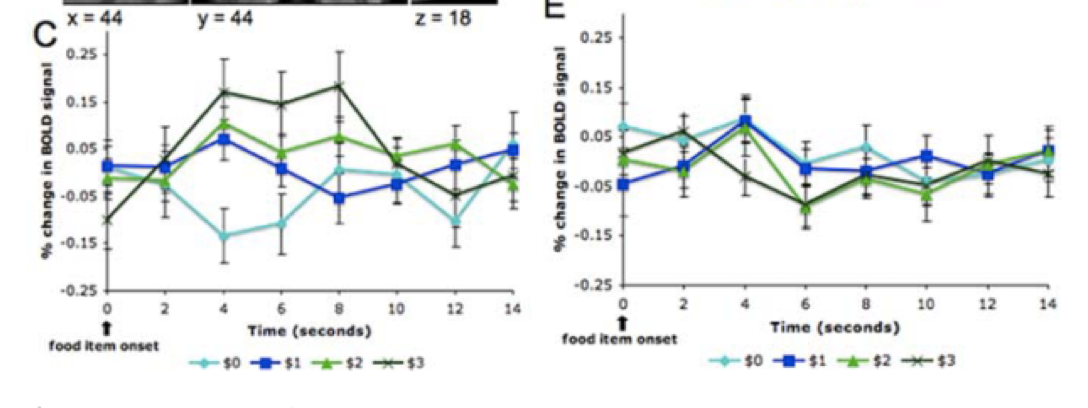 x = 44
y = 44
z = 18
C
% change in BOLD signal
0.25
0.15
0.05
-0.05
-0.15
-0.25
0 2 4 6 8 10 12 14
Time (seconds)
food item onset
$0 $1 $2 $3
E
% change in BOLD signal
0.25
0.15
0.05
-0.05
-0.15
-0.25
0 2 4 6 8 10 12 14
Time (seconds)
food item onset
$0 $1 $2 $3